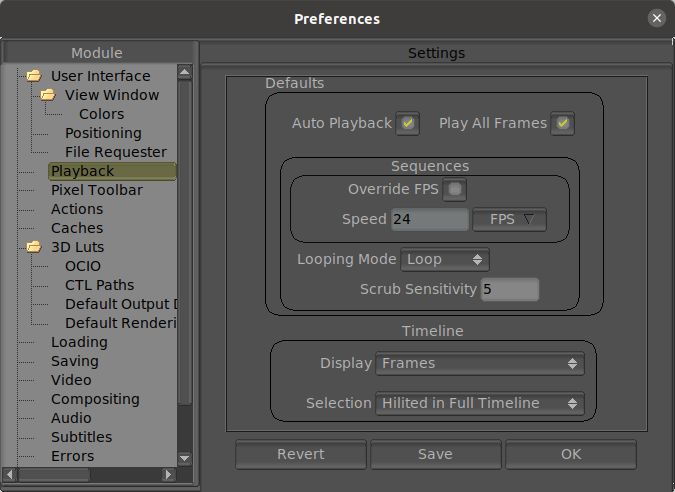 Preferences
Module
User Interface
View Window
Colors
Positioning
File Requester
Playback
Pixel Toolbar
Actions
Caches
3D Luts
OCIO
CTL Paths
Default Output D
Default Renderi
Loading
Saving
Video
Compositing
Audio
Subtitles
Errors
Settings
Defaults
Auto Playback Play All Frames
Sequences
Override FPS
Speed 24 FPS
Looping Mode Loop
Scrub Sensitivity 5
Timeline
Display Frames
Selection Hilited in Full Timeline
Revert Save OK